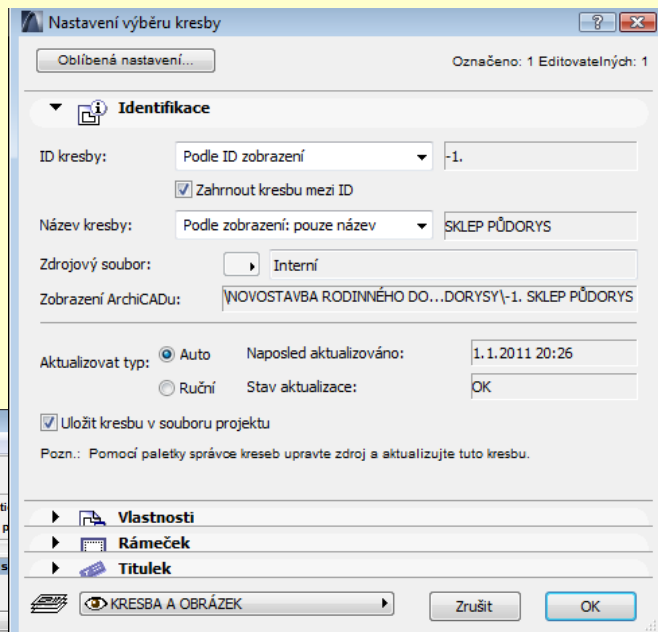 Nastavení výběru kresby
Oblíbená nastavení...
Označeno: 1 Editovatelných: 1
Identifikace
ID kresby: Podle ID zobrazení -1.
Zahrnout kresbu mezi ID
Název kresby: Podle zobrazení: pouze název SKLEP PŮDORYS
Zdrojový soubor: Interní
Zobrazení ArchiCADu: \NOVOSTAVBA RODINNÉHO DO...DORYSY\-1. SKLEP PŮDORYS
Aktualizovat typ: Auto Naposled aktualizováno: 1.1.2011 20:26
Ruční Stav aktualizace: OK
Uložit kresbu v souboru projektu
Pozn.: Pomocí paletky správce kreseb upravte zdroj a aktualizujte tuto kresbu.
Vlastnosti
Rámeček
Titulek
KRESBA A OBRÁZEK Zrušit OK